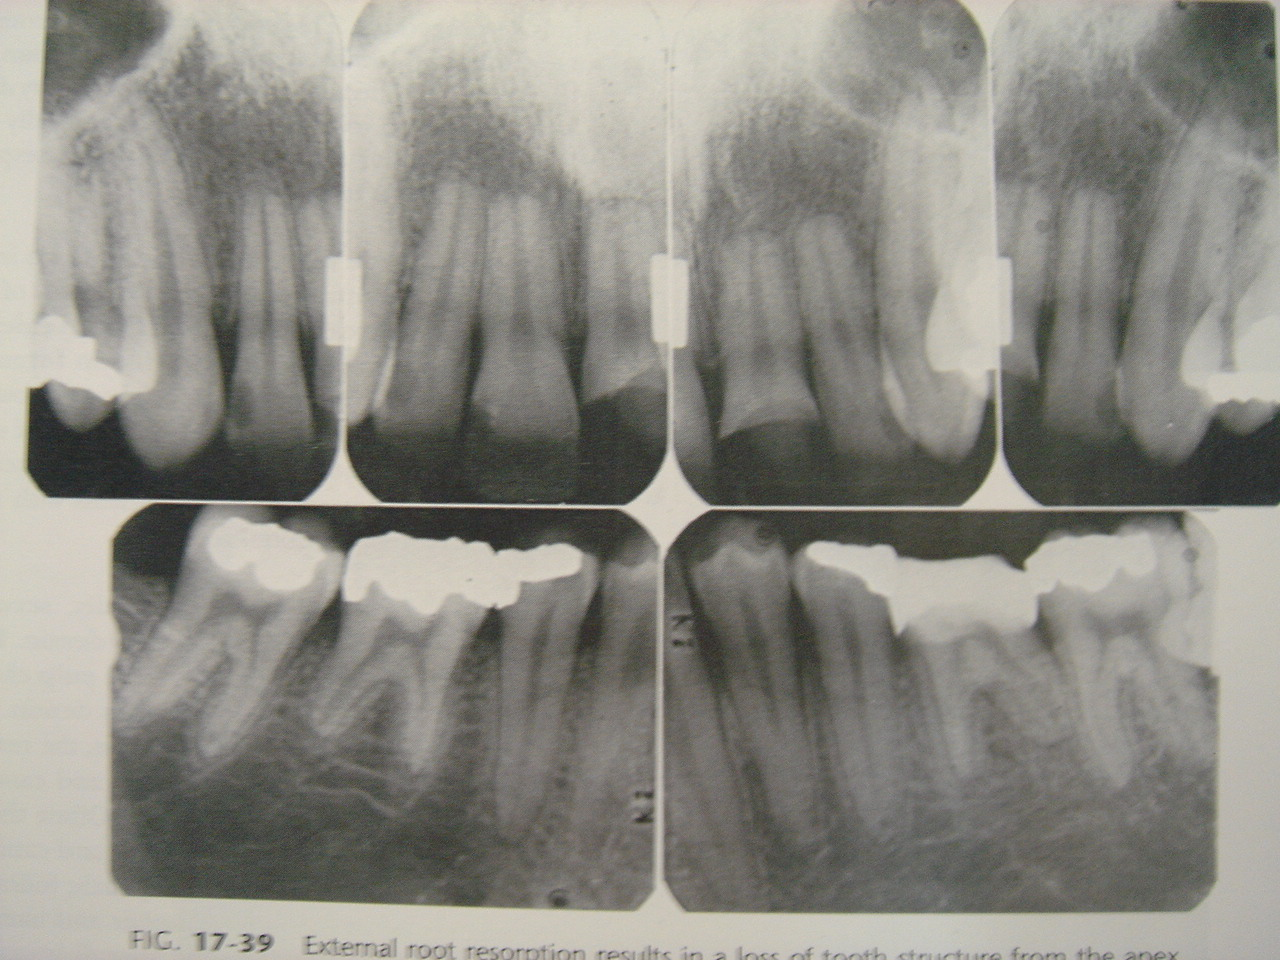 FIG. 17-39 External root resorption results in a loss of tooth structure from the apex